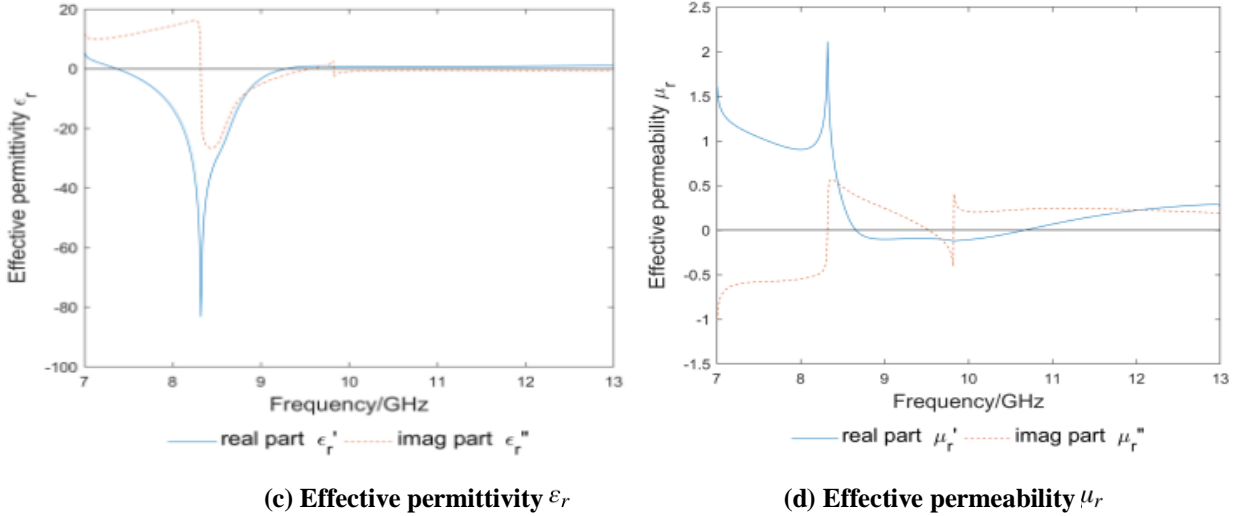 20
0
-20
-40
-60
-80
-100
Effective permittivity ϵ_r
7 8 9 10 11 12 13
Frequency/GHz
real part ϵ_r' imag part ϵ_r"
(c) Effective permittivity ε_r
2.5
2
1.5
1
0.5
0
-0.5
-1
-1.5
Effective permeability μ_r
7 8 9 10 11 12 13
Frequency/GHz
real part μ_r' imag part μ_r"
(d) Effective permeability μ_r